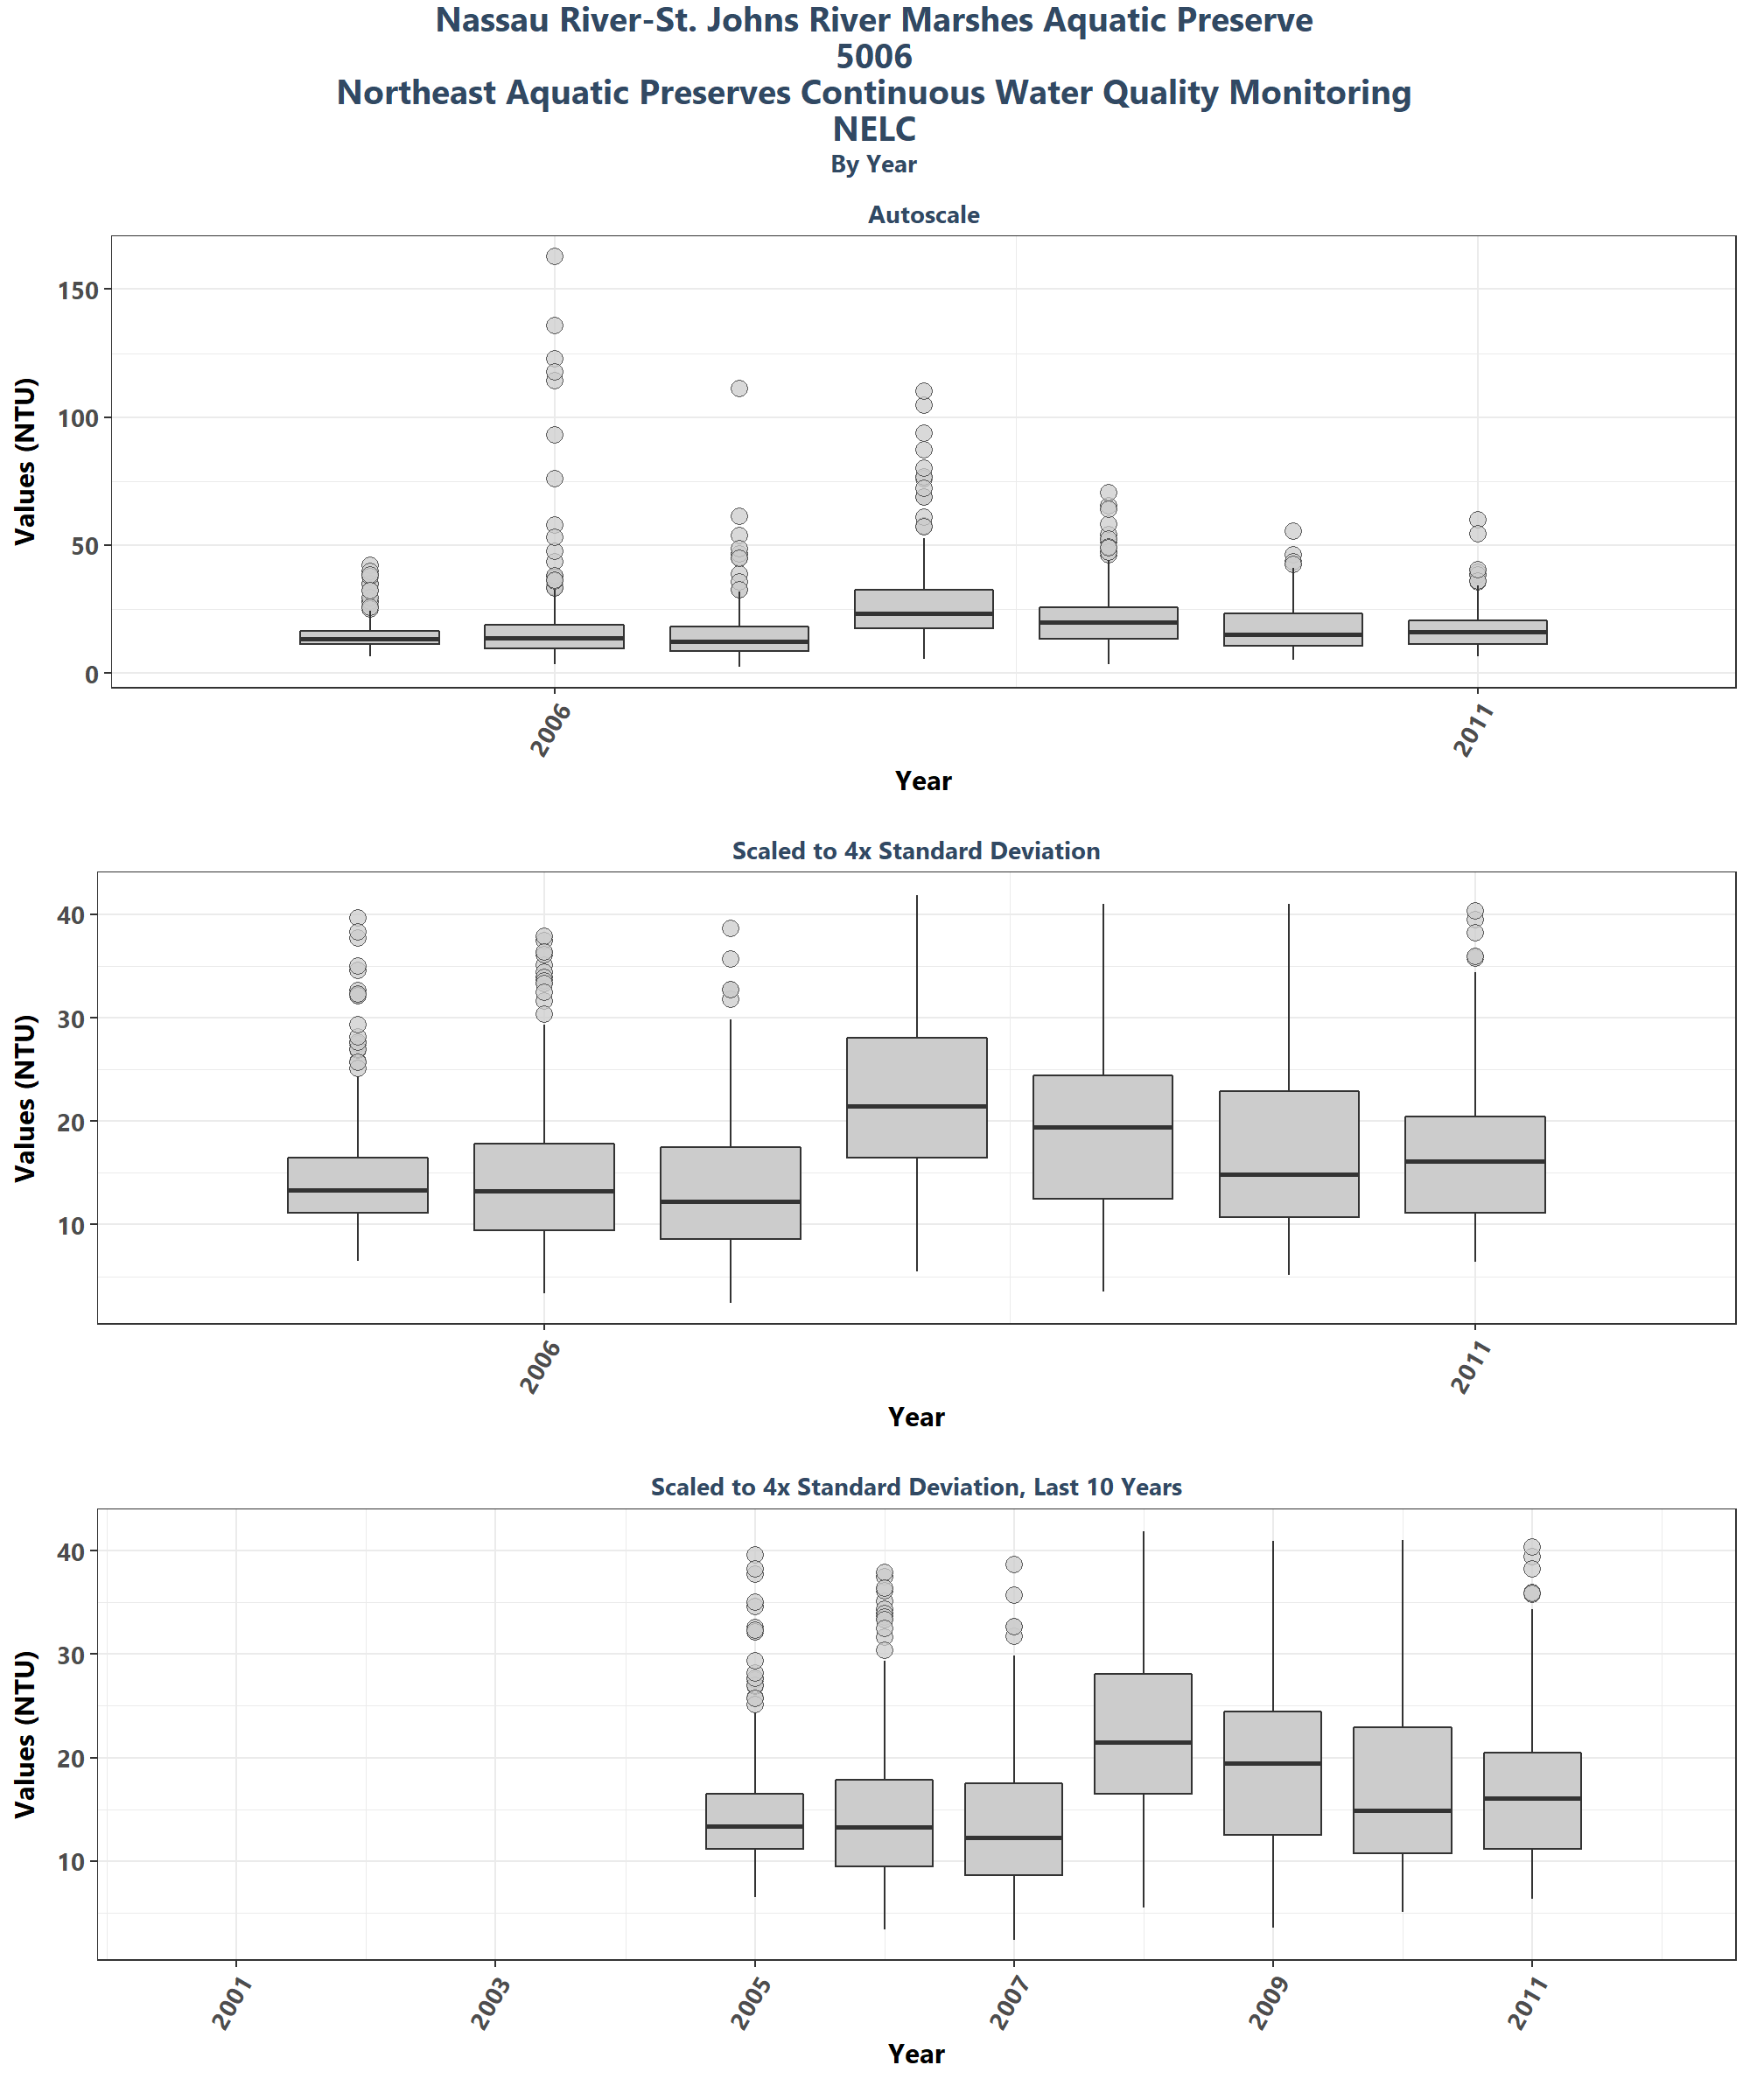 Nassau River-St. Johns River Marshes Aquatic Preserve
5006
Northeast Aquatic Preserves Continuous Water Quality Monitoring
NELC
By Year
Autoscale
Values (NTU)
150
100
50
0
2006
2011
Year
Scaled to 4x Standard Deviation
Values (NTU)
40
30
20
10
2006
2011
Year
Scaled to 4x Standard Deviation, Last 10 Years
Values (NTU)
40
30
20
10
2001
2003
2005
2007
2009
2011
Year